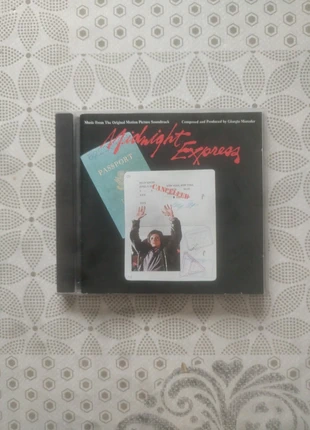 Music from The Original Motion Picture Soundtrack
Composed and Produced by Giorgio Moroder
Midnight
Express
PASSPORT
CANCELLED